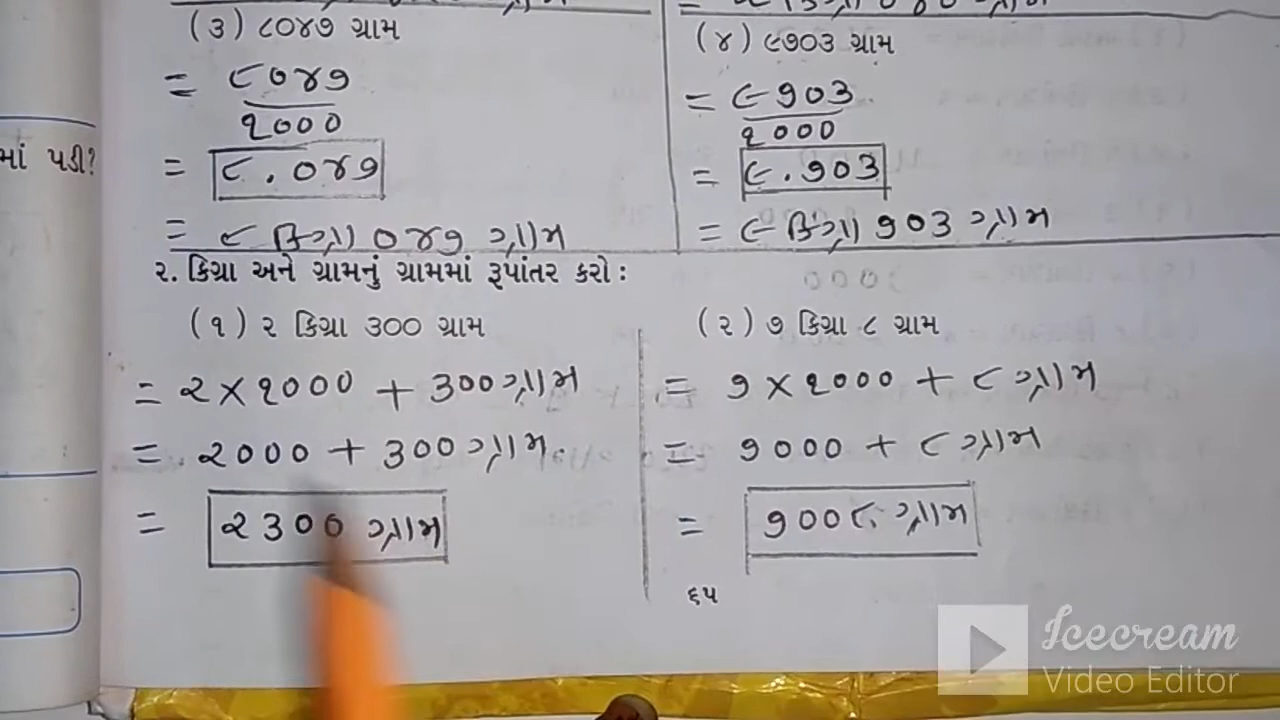 (૩) ૮૦૪૭ ગ્રામ
= ૮૦૪૭
૧૦૦૦
= ૮.૦૪૭
= ૮ કિગ્રા ૦૪૭ ગ્રામ
(૪) ૯૭૦૩ ગ્રામ
= ૯૭૦૩
૧૦૦૦
= ૯.૭૦૩
= ૯ કિગ્રા ૭૦૩ ગ્રામ
માં પડી?
૨. કિગ્રા અને ગ્રામનું ગ્રામમાં રૂપાંતર કરો :
(૧) ૨ કિગ્રા ૩૦૦ ગ્રામ
= ૨ × ૧૦૦૦ + ૩૦૦ ગ્રામ
= ૨૦૦૦ + ૩૦૦ ગ્રામ
= ૨૩૦૦ ગ્રામ
(૨) ૭ કિગ્રા ૮ ગ્રામ
= ૭ × ૧૦૦૦ + ૮ ગ્રામ
= ૭૦૦૦ + ૮ ગ્રામ
= ૭૦૦૮ ગ્રામ
૬૫
Icecream
Video Editor